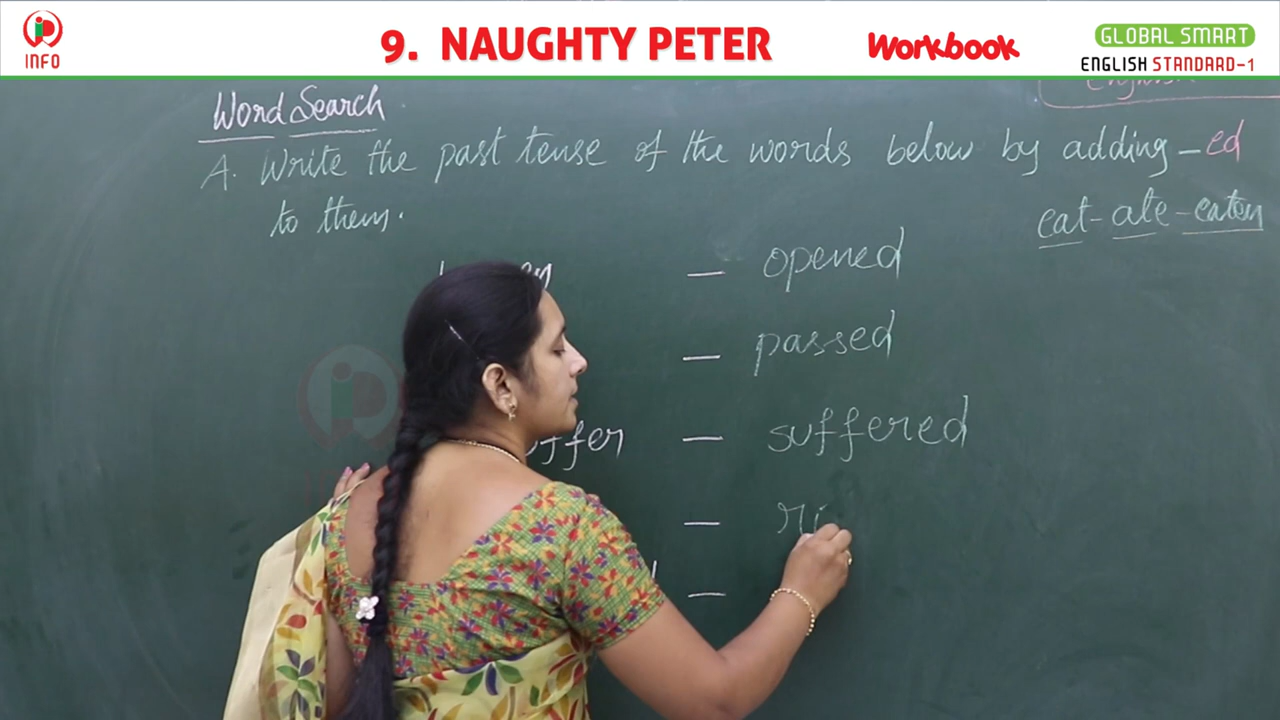 INFO
9. NAUGHTY PETER
Workbook
GLOBAL SMART
ENGLISH STANDARD-1
Word Search
A. Write the past tense of the words below by adding -ed
to them.
eat - ate - eaten
— opened
— passed
— suffered
— ri
—